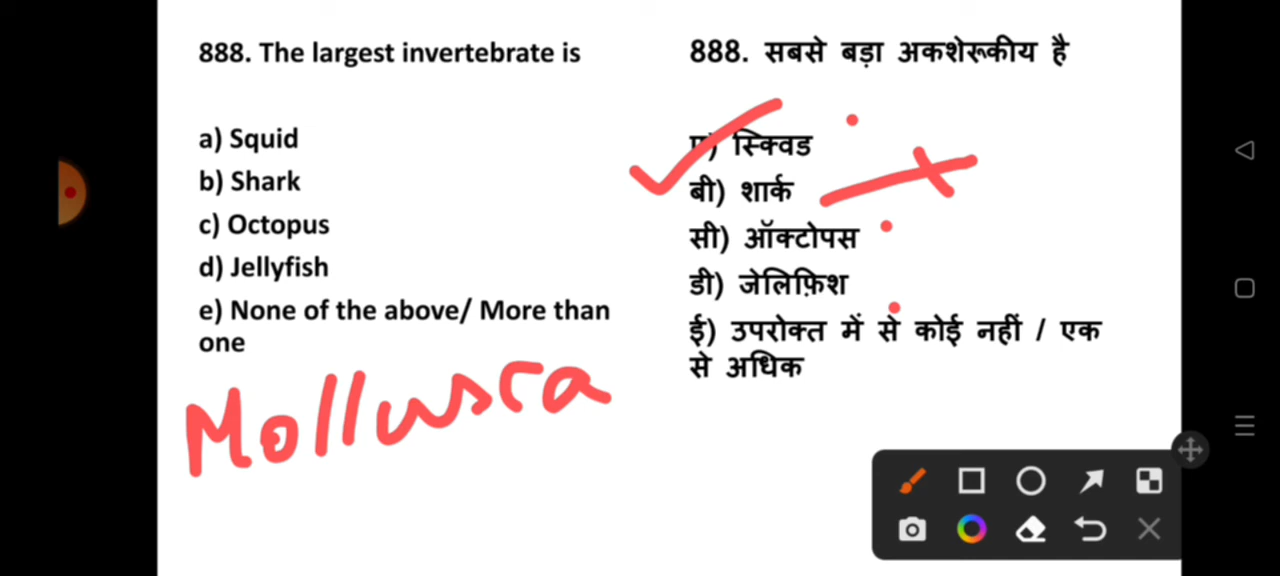 888. The largest invertebrate is
a) Squid
b) Shark
c) Octopus
d) Jellyfish
e) None of the above/ More than
one
Mollusca
888. सबसे बड़ा अकशेरूकीय है
ए) स्क्विड
बी) शार्क
सी) ऑक्टोपस
डी) जेलिफ़िश
ई) उपरोक्त में से कोई नहीं / एक
से अधिक